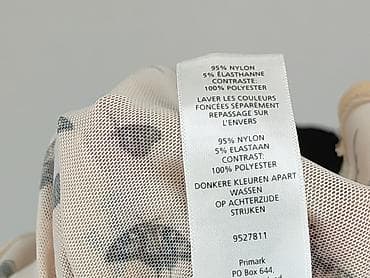 95% NYLON
5% ÉLASTHANNE
CONTRASTE:
100% POLYESTER
LAVER LES COULEURS
FONCÉES SÉPARÉMENT
REPASSAGE SUR
L'ENVERS
95% NYLON
5% ELASTAAN
CONTRAST:
100% POLYESTER
DONKERE KLEUREN APART
WASSEN
OP ACHTERZIJDE
STRIJKEN
9527811
Primark
PO Box 644,